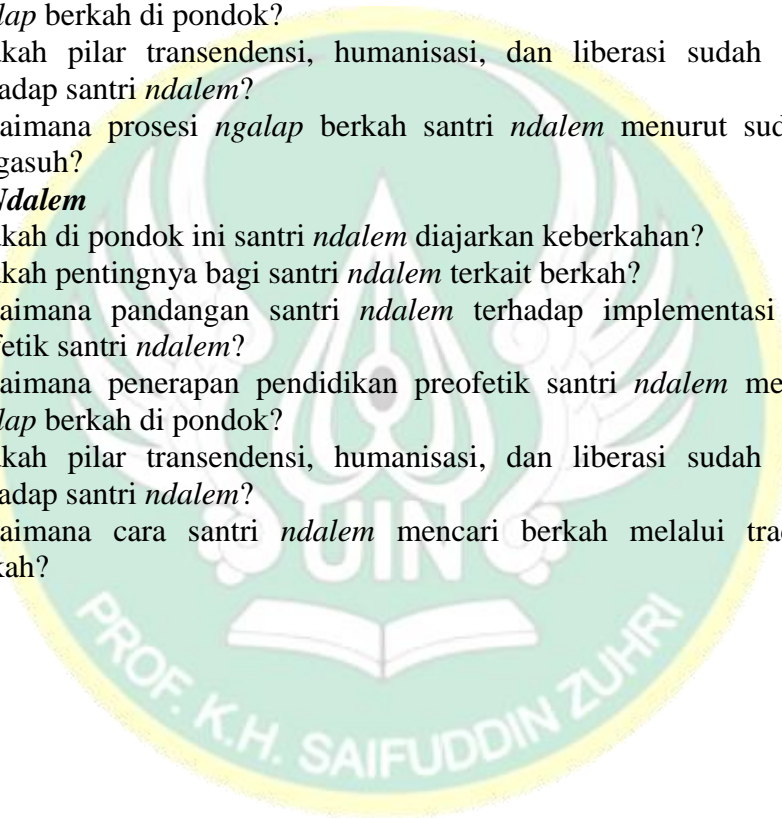 lap berkah di pondok?
kah pilar transendensi, humanisasi, dan liberasi sudah
adap santri ndalem?
aimana prosesi ngalap berkah santri ndalem menurut sud
gasuh?
Ndalem
kah di pondok ini santri ndalem diajarkan keberkahan?
kah pentingnya bagi santri ndalem terkait berkah?
aimana pandangan santri ndalem terhadap implementasi
etik santri ndalem?
aimana penerapan pendidikan preofetik santri ndalem me
lap berkah di pondok?
kah pilar transendensi, humanisasi, dan liberasi sudah
adap santri ndalem?
aimana cara santri ndalem mencari berkah melalui tra
kah?
UIN
PROF. K.H. SAIFUDDIN ZUHRI